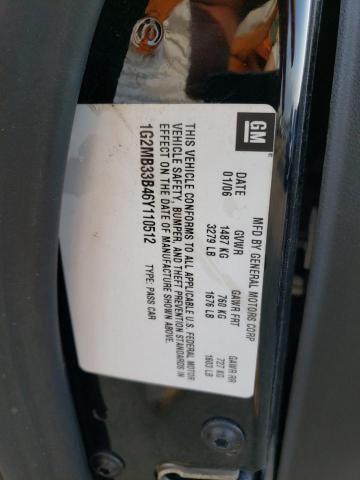 GM
MFD BY GENERAL MOTORS CORP
DATE GVWR GAWR FRT GAWR RR
01/06 1487 KG 760 KG 727 KG
3279 LB 1676 LB 1603 LB
THIS VEHICLE CONFORMS TO ALL APPLICABLE U.S. FEDERAL MOTOR
VEHICLE SAFETY, BUMPER, AND THEFT PREVENTION STANDARDS IN
EFFECT ON THE DATE OF MANUFACTURE SHOWN ABOVE.
1G2MB33B46Y110512 TYPE: PASS CAR